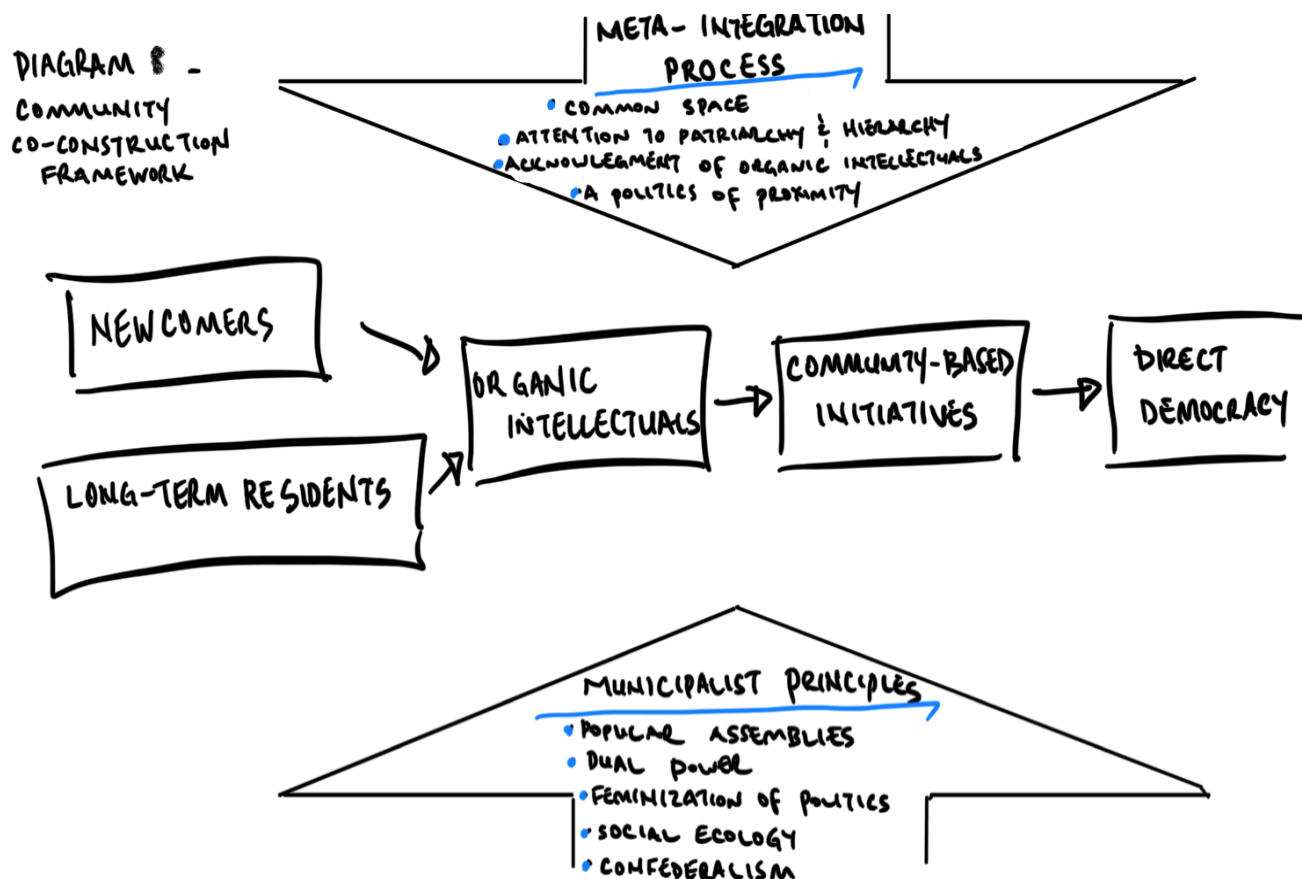 DIAGRAM 8 -
COMMUNITY
CO-CONSTRUCTION
FRAMEWORK
META-INTEGRATION
PROCESS
• COMMON SPACE
• ATTENTION TO PATRIARCHY & HIERARCHY
• ACKNOWLEGMENT OF ORGANIC INTELLECTUALS
• A POLITICS OF PROXIMITY
NEWCOMERS
LONG-TERM RESIDENTS
ORGANIC
INTELLECTUALS
COMMUNITY-BASED
INITIATIVES
DIRECT
DEMOCRACY
MUNICIPALIST PRINCIPLES
• POPULAR ASSEMBLIES
• DUAL POWER
• FEMINIZATION OF POLITICS
• SOCIAL ECOLOGY
• CONFEDERALISM